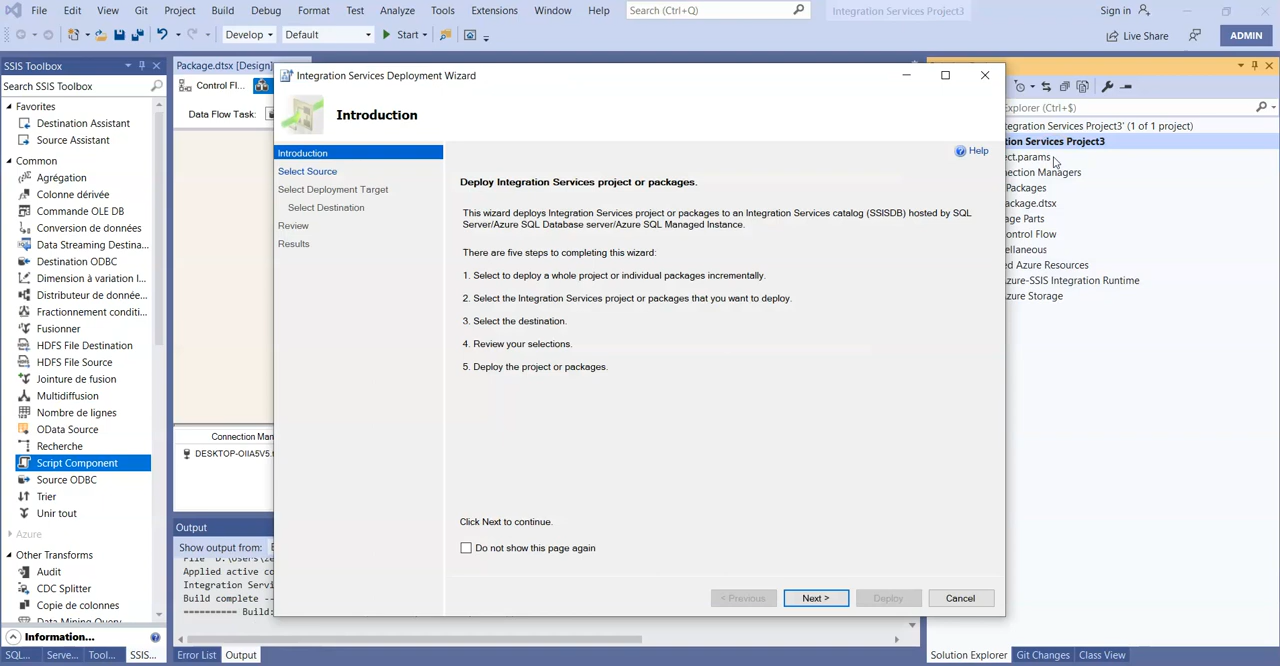 File Edit View Git Project Build Debug Format Test Analyze Tools Extensions Window Help Search (Ctrl+Q) Integration Services Project3 Sign in
Develop Default Start Live Share ADMIN
SSIS Toolbox
Search SSIS Toolbox
Favorites
Destination Assistant
Source Assistant
Common
Agrégation
Colonne dérivée
Commande OLE DB
Conversion de données
Data Streaming Destina...
Destination ODBC
Dimension à variation l...
Distributeur de donnée...
Fractionnement conditi...
Fusionner
HDFS File Destination
HDFS File Source
Jointure de fusion
Multidiffusion
Nombre de lignes
OData Source
Recherche
Script Component
Source ODBC
Trier
Unir tout
Azure
Other Transforms
Audit
CDC Splitter
Copie de colonnes
Data Mining Query
Information...
SQL... Serve... Tool... SSIS...
Package.dtsx [Design]
Control Fl...
Data Flow Task:
Connection Man
DESKTOP-OIIA5V5.
Output
Show output from:
Applied active co
Integration Servi
Build complete --
========== Build:
Error List Output
Integration Services Deployment Wizard
Introduction
Introduction
Select Source
Select Deployment Target
Select Destination
Review
Results
Help
Deploy Integration Services project or packages.
This wizard deploys Integration Services project or packages to an Integration Services catalog (SSISDB) hosted by SQL
Server/Azure SQL Database server/Azure SQL Managed Instance.
There are five steps to completing this wizard:
1. Select to deploy a whole project or individual packages incrementally.
2. Select the Integration Services project or packages that you want to deploy.
3. Select the destination.
4. Review your selections.
5. Deploy the project or packages.
Click Next to continue.
Do not show this page again
< Previous Next > Deploy Cancel
xplorer (Ctrl+$)
tegration Services Project3' (1 of 1 project)
tion Services Project3
ect.params
nection Managers
Packages
ackage.dtsx
age Parts
ontrol Flow
ellaneous
ed Azure Resources
zure-SSIS Integration Runtime
zure Storage
Solution Explorer Git Changes Class View